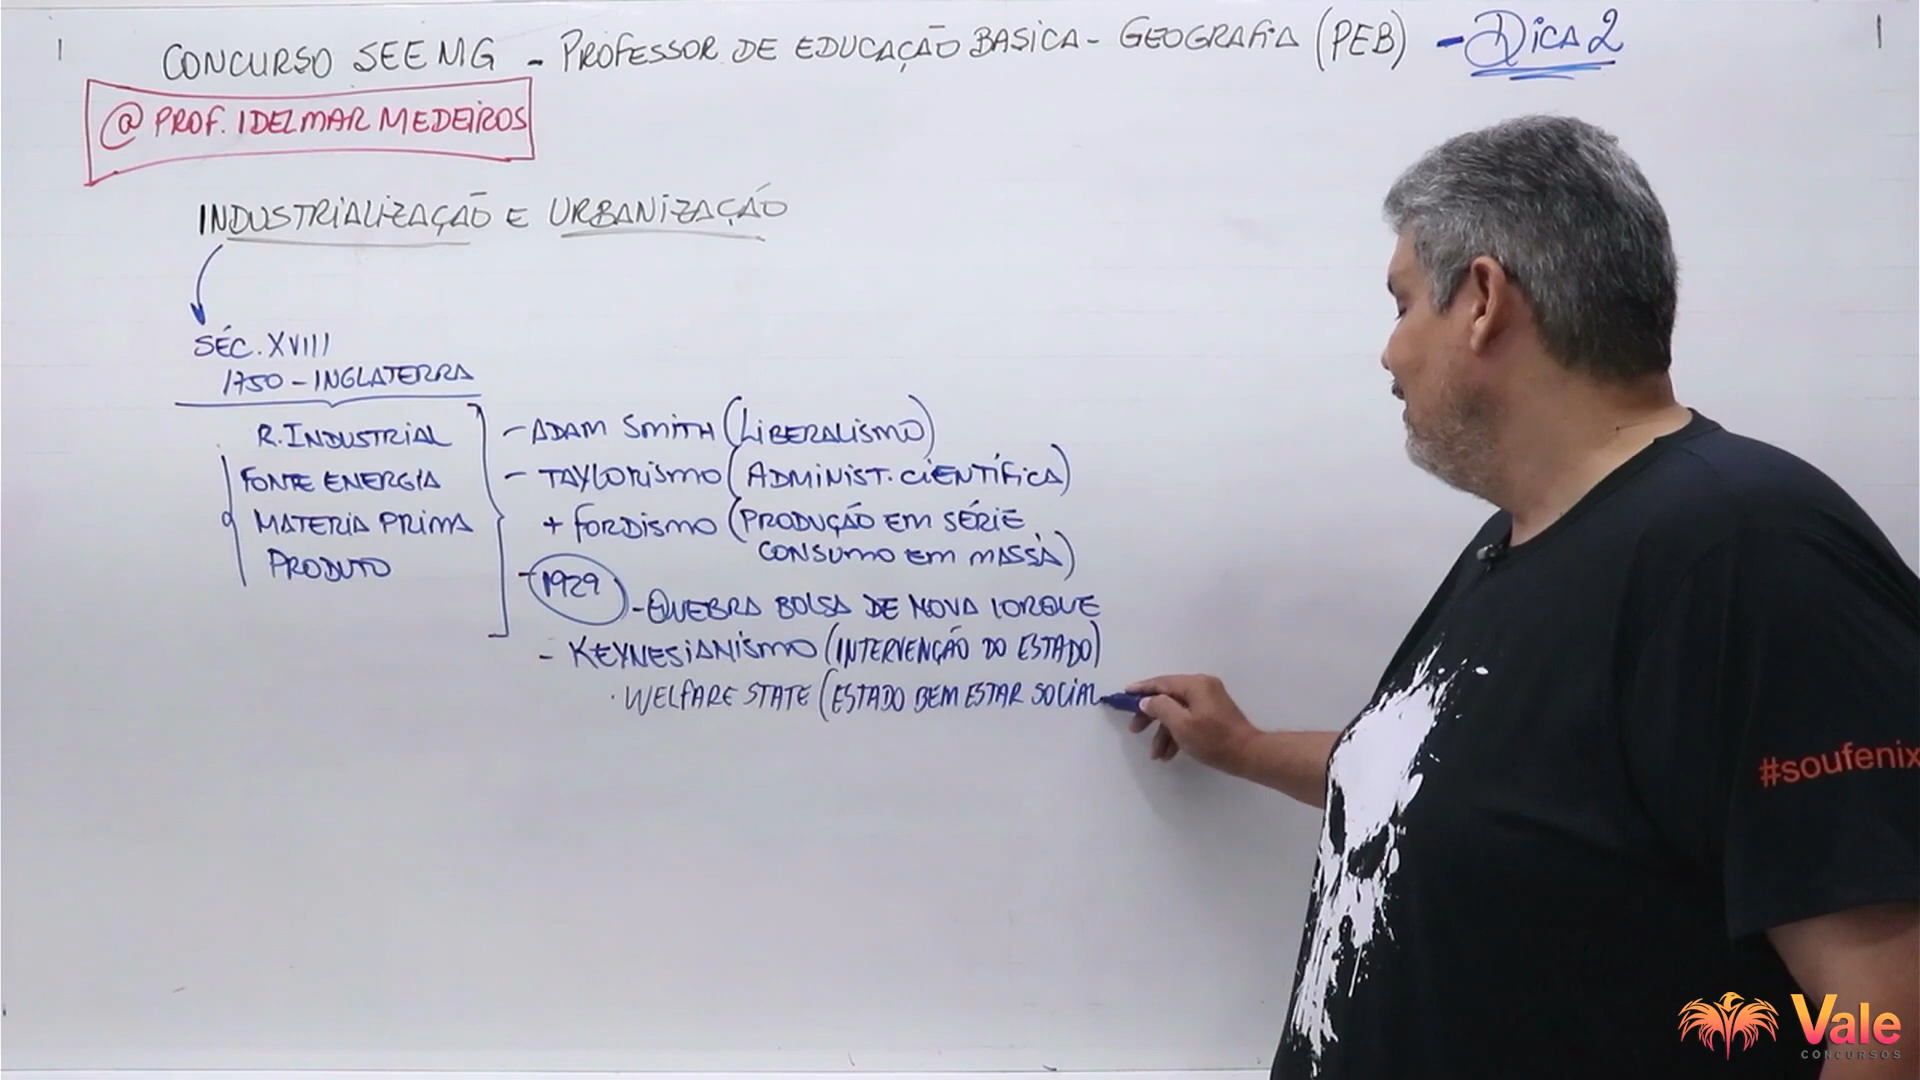 CONCURSO SEE MG - PROFESSOR DE EDUCAÇÃO BASICA - GEOGRAFIA (PEB) - DICA 2
@ PROF. IDELMAR MEDEIROS
INDUSTRIALIZAÇÃO E URBANIZAÇÃO
SÉC. XVIII
1750 - INGLATERRA
R. INDUSTRIAL
FONTE ENERGIA
MATERIA PRIMA
PRODUTO
- ADAM SMITH (LIBERALISMO)
- TAYLORISMO (ADMINIST. CIENTÍFICA)
+ FORDISMO (PRODUÇÃO EM SÉRIE,
CONSUMO EM MASSA)
- 1929
- QUEBRA BOLSA DE NOVA IORQUE
- KEYNESIANISMO (INTERVENÇÃO DO ESTADO)
. WELFARE STATE (ESTADO BEM ESTAR SOCIAL
#soufenix
Vale
CONCURSOS